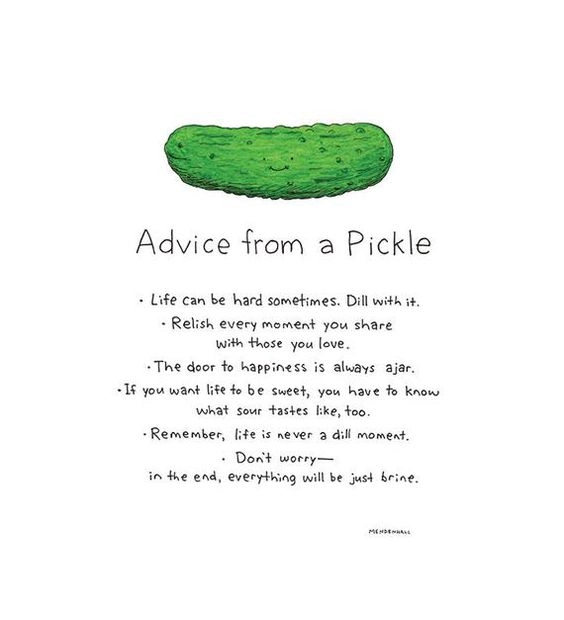 Advice from a Pickle
· Life can be hard sometimes. Dill with it.
· Relish every moment you share
with those you love.
· The door to happiness is always ajar.
· If you want life to be sweet, you have to know
what sour tastes like, too.
· Remember, life is never a dill moment.
· Don't worry—
in the end, everything will be just brine.
MENDENHALL